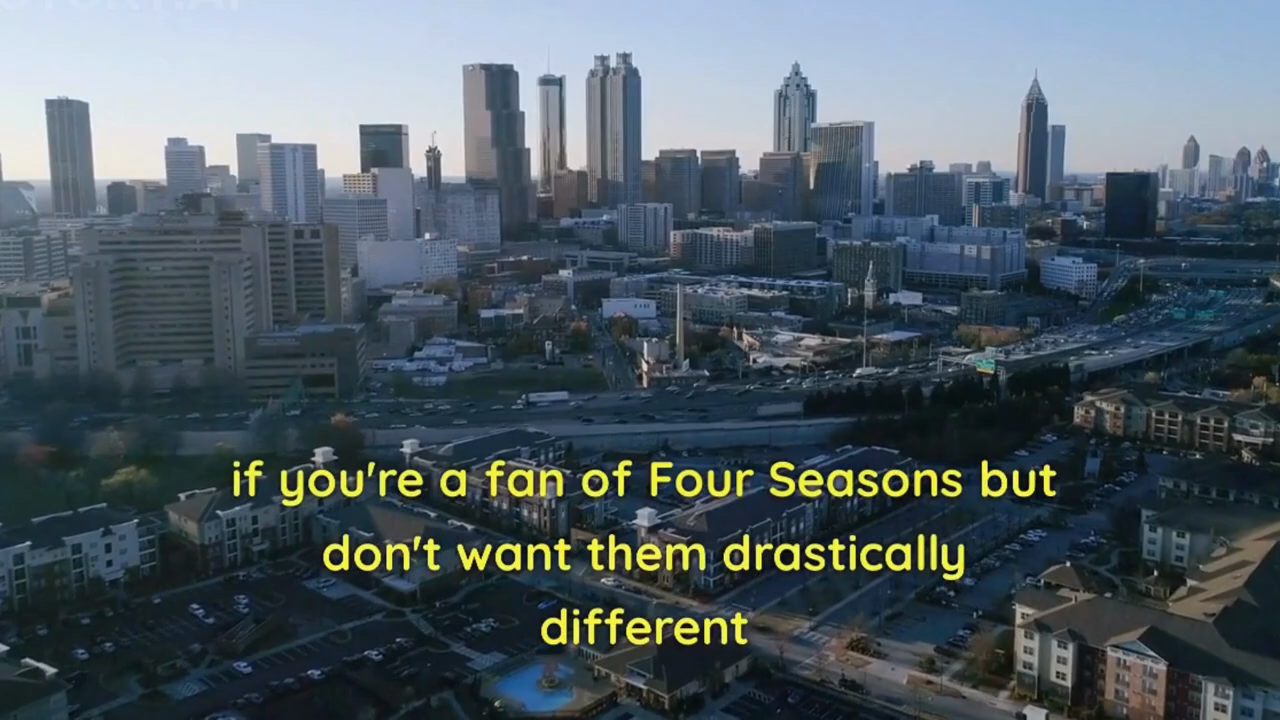 if you're a fan of Four Seasons but
don't want them drastically
different